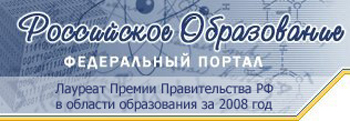 Российское Образование
ФЕДЕРАЛЬНЫЙ ПОРТАЛ
Лауреат Премии Правительства РФ
в области образования за 2008 год